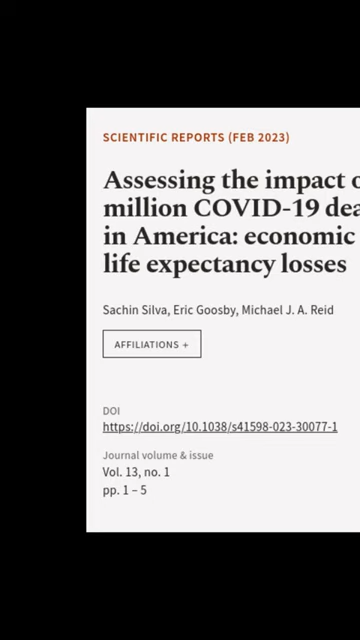 SCIENTIFIC REPORTS (FEB 2023)
Assessing the impact
million COVID-19
in America: economic
life expectancy losses
Sachin Silva, Eric Goosby, Michael J. A. Reid
AFFILIATIONS +
DOI
https://doi.org/10.1038/s41598-023-30077-1
Journal volume & issue
Vol. 13, no. 1
pp. 1 – 5